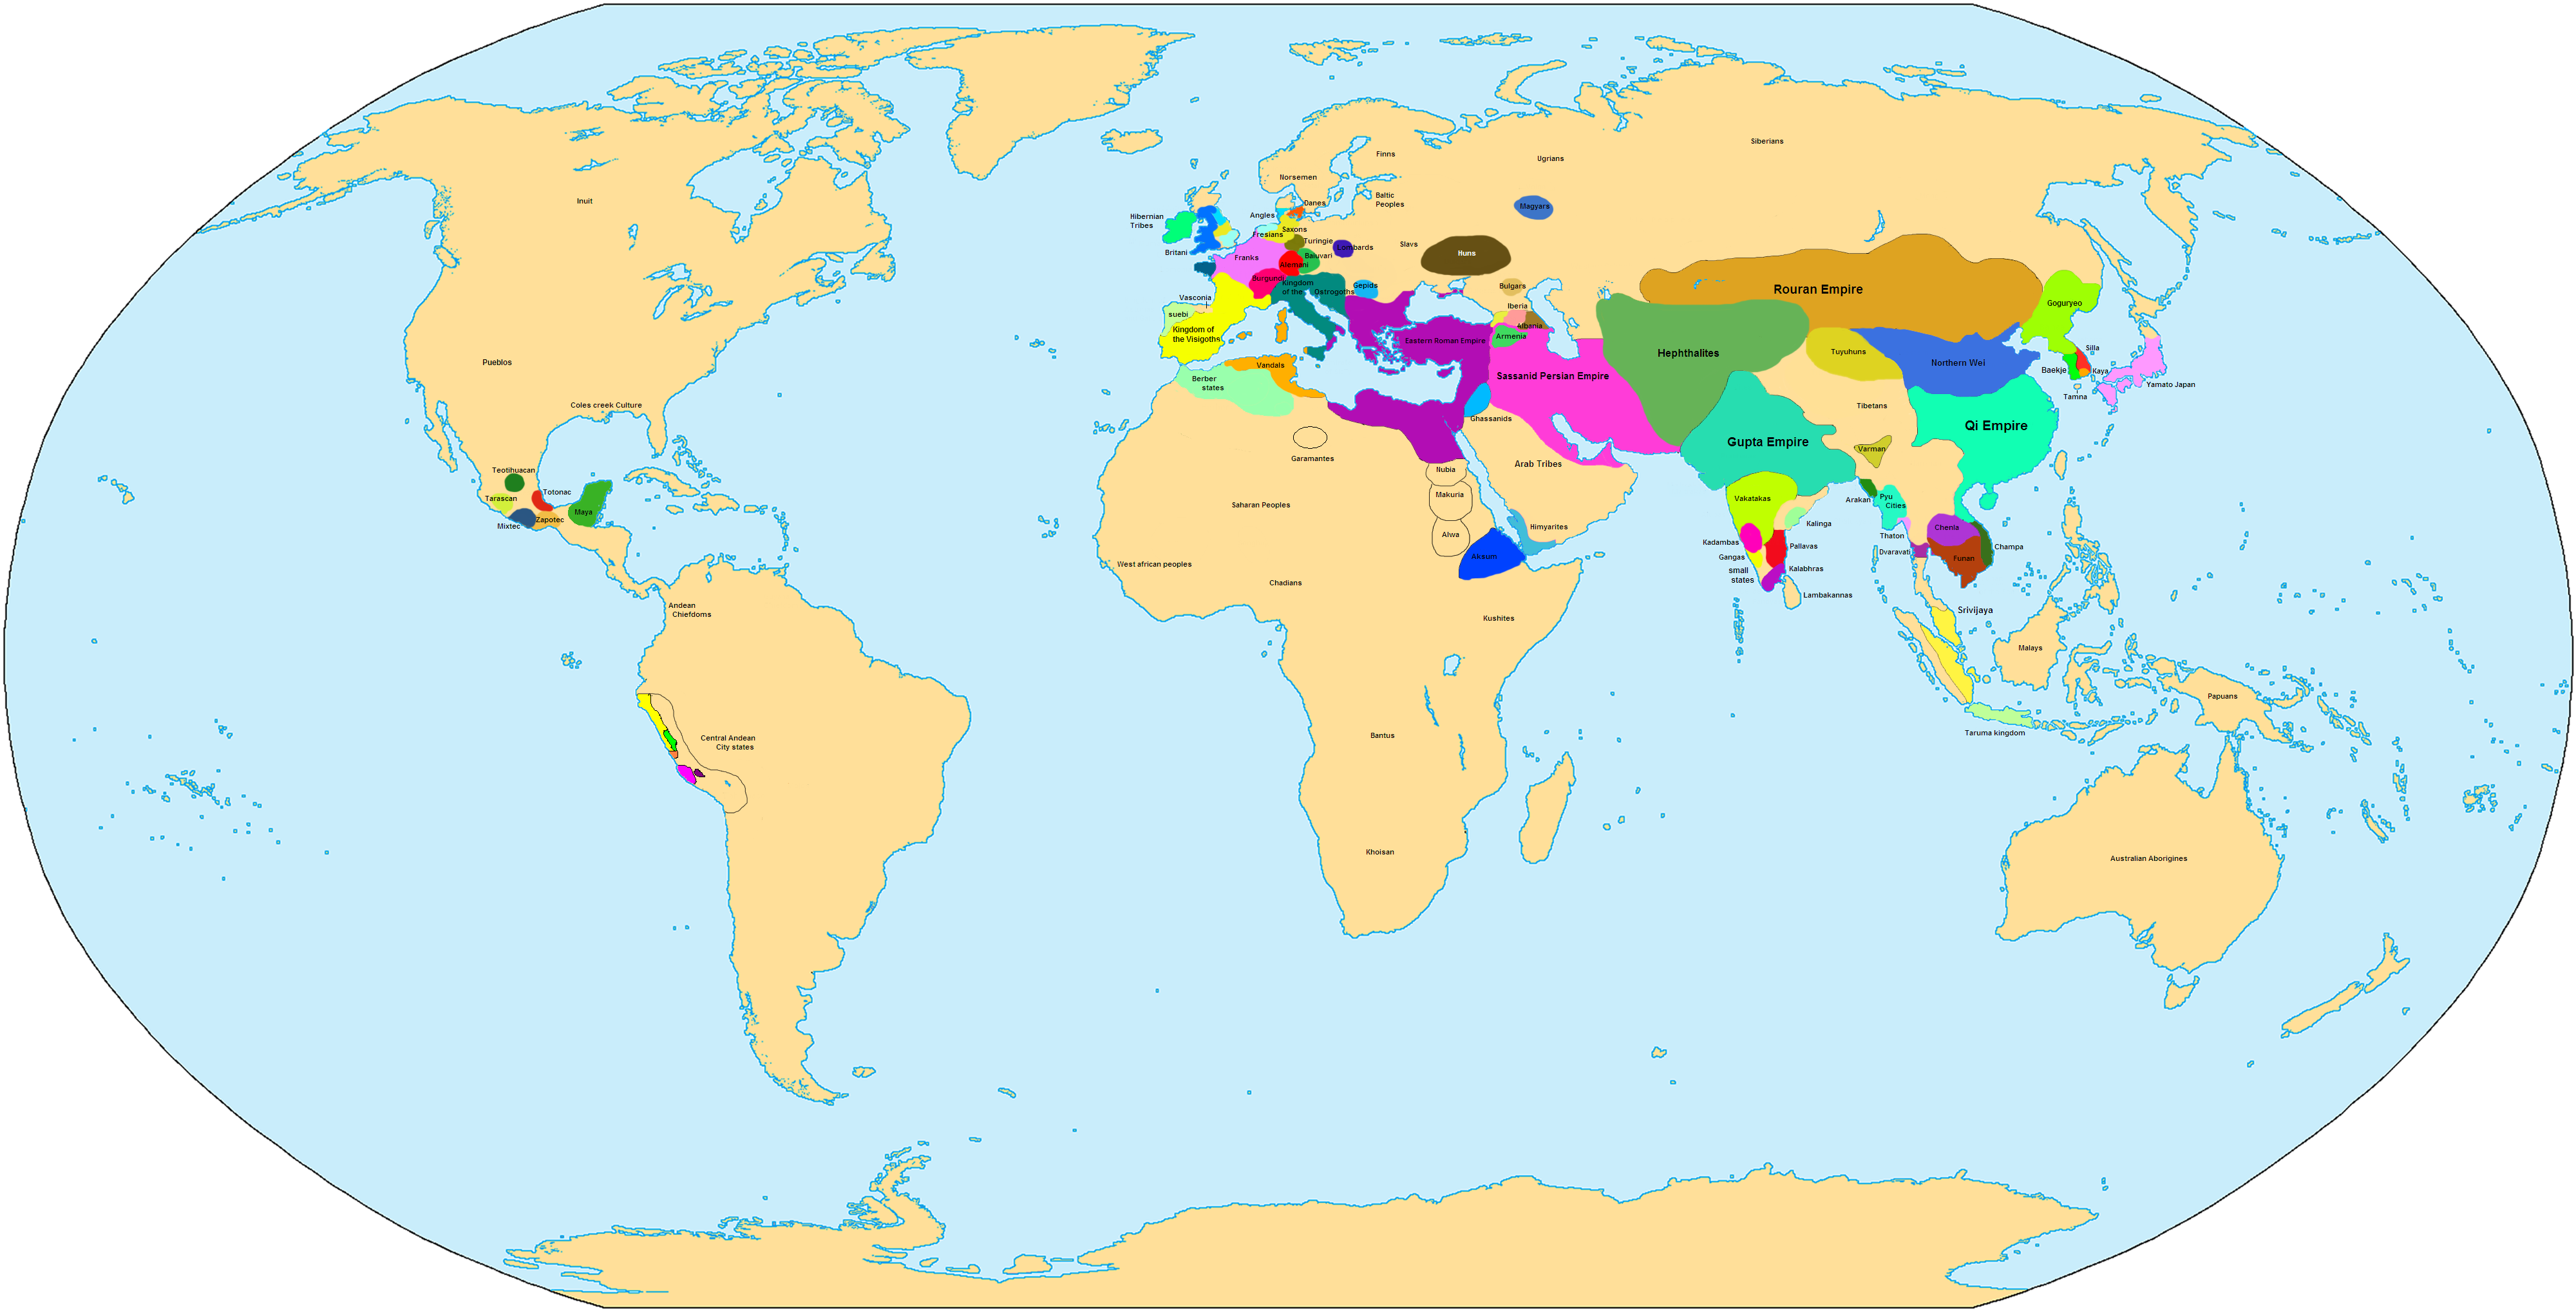 Siberians
Finns
Ugrians
Norsemen
Baltic
Peoples
Inuit
Danes
Magyars
Hibernian
Tribes
Angles
Saxons
Fresians
Turingie
Lombards
Slavs
Huns
Britani
Franks
Baiuvari
Alemani
Burgundi
Kingdom
of the
Ostrogoths
Gepids
Bulgars
Rouran Empire
Vasconia
Iberia
Goguryeo
suebi
Albania
Kingdom of
the Visigoths
Armenia
Eastern Roman Empire
Hephthalites
Tuyuhuns
Silla
Pueblos
Vandals
Northern Wei
Baekje
Kaya
Berber
states
Sassanid Persian Empire
Yamato Japan
Tamna
Coles creek Culture
Tibetans
Ghassanids
Qi Empire
Gupta Empire
Varman
Garamantes
Arab Tribes
Nubia
Teotihuacan
Totonac
Tarascan
Makuria
Vakatakas
Arakan
Pyu
Cities
Saharan Peoples
Maya
Mixtec
Zapotec
Himyarites
Kalinga
Chenla
Alwa
Thaton
Kadambas
Pallavas
Champa
Aksum
Gangas
Dvaravati
Funan
West african peoples
small
states
Kalabhras
Chadians
Lambakannas
Andean
Chiefdoms
Srivijaya
Kushites
Malays
Papuans
Central Andean
City states
Taruma kingdom
Bantus
Khoisan
Australian Aborigines